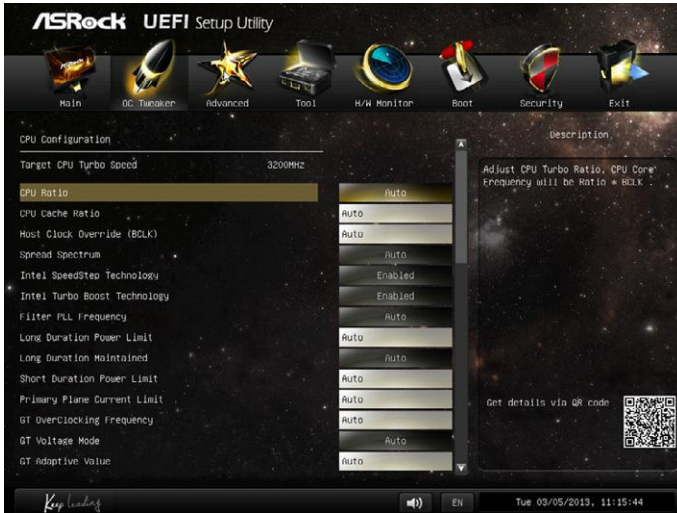 ASRock UEFI Setup Utility
Main OC Tweaker Advanced Tool H/W Monitor Boot Security Exit
CPU Configuration
Target CPU Turbo Speed 3200MHz
CPU Ratio Auto
CPU Cache Ratio Auto
Host Clock Override (BCLK) Auto
Spread Spectrum Auto
Intel SpeedStep Technology Enabled
Intel Turbo Boost Technology Enabled
Filter PLL Frequency Auto
Long Duration Power Limit Auto
Long Duration Maintained Auto
Short Duration Power Limit Auto
Primary Plane Current Limit Auto
GT OverClocking Frequency Auto
GT Voltage Mode Auto
GT Adaptive Value Auto
Description
Adjust CPU Turbo Ratio, CPU Core
Frequency will be Ratio * BCLK .
Get details via QR code
Keep Leading
EN
Tue 03/05/2013, 11:15:44